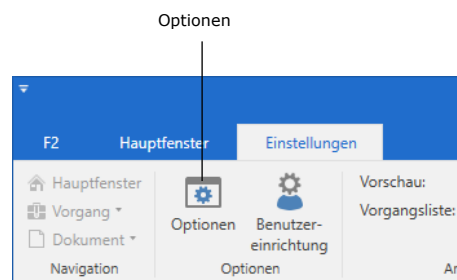 Optionen
F2 Hauptfenster Einstellungen
Hauptfenster
Vorgang
Dokument
Navigation
Optionen
Benutzer-
einrichtung
Optionen
Vorschau:
Vorgangsliste: